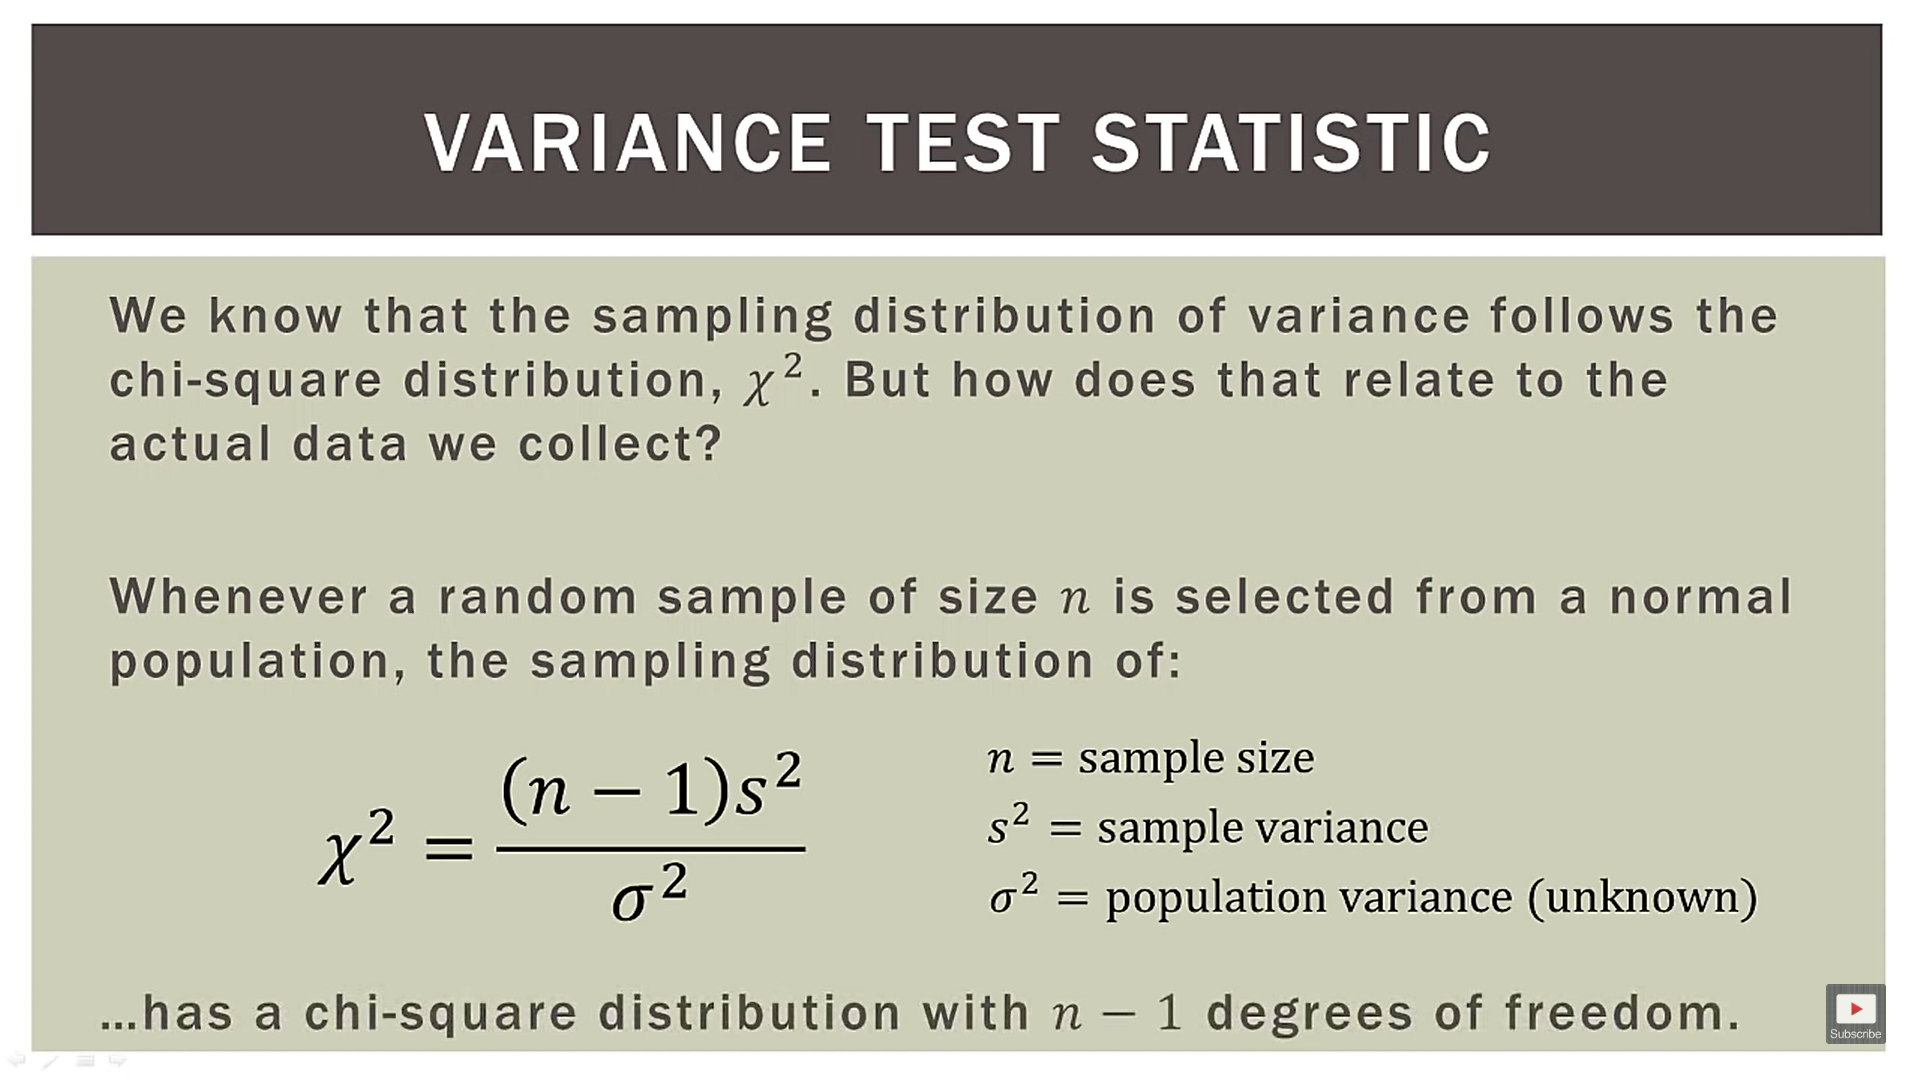 VARIANCE TEST STATISTIC
We know that the sampling distribution of variance follows the
chi-square distribution, χ². But how does that relate to the
actual data we collect?
Whenever a random sample of size n is selected from a normal
population, the sampling distribution of:
χ² = (n − 1)s² / σ²
n = sample size
s² = sample variance
σ² = population variance (unknown)
…has a chi-square distribution with n − 1 degrees of freedom.
Subscribe